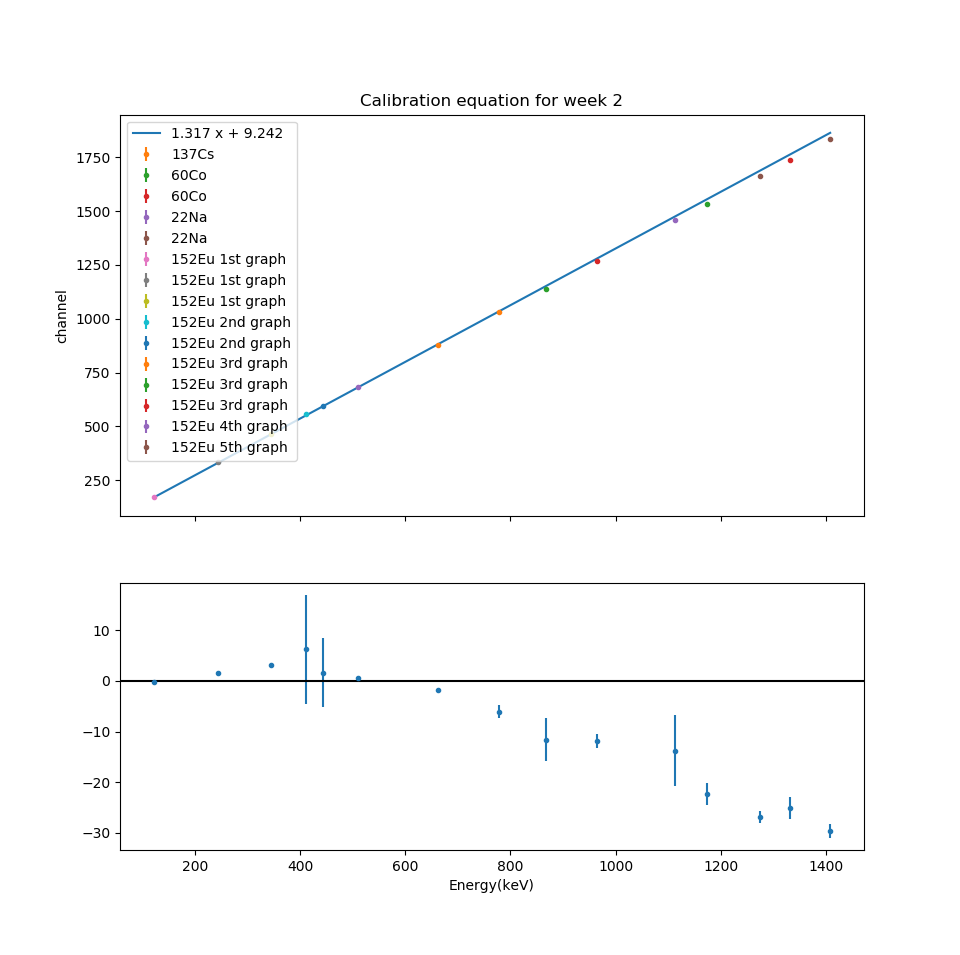 Calibration equation for week 2
1.317 x + 9.242
137Cs
60Co
60Co
22Na
22Na
152Eu 1st graph
152Eu 1st graph
152Eu 1st graph
152Eu 2nd graph
152Eu 2nd graph
152Eu 3rd graph
152Eu 3rd graph
152Eu 3rd graph
152Eu 4th graph
152Eu 5th graph
channel
1750
1500
1250
1000
750
500
250
10
0
−10
−20
−30
200 400 600 800 1000 1200 1400
Energy(keV)